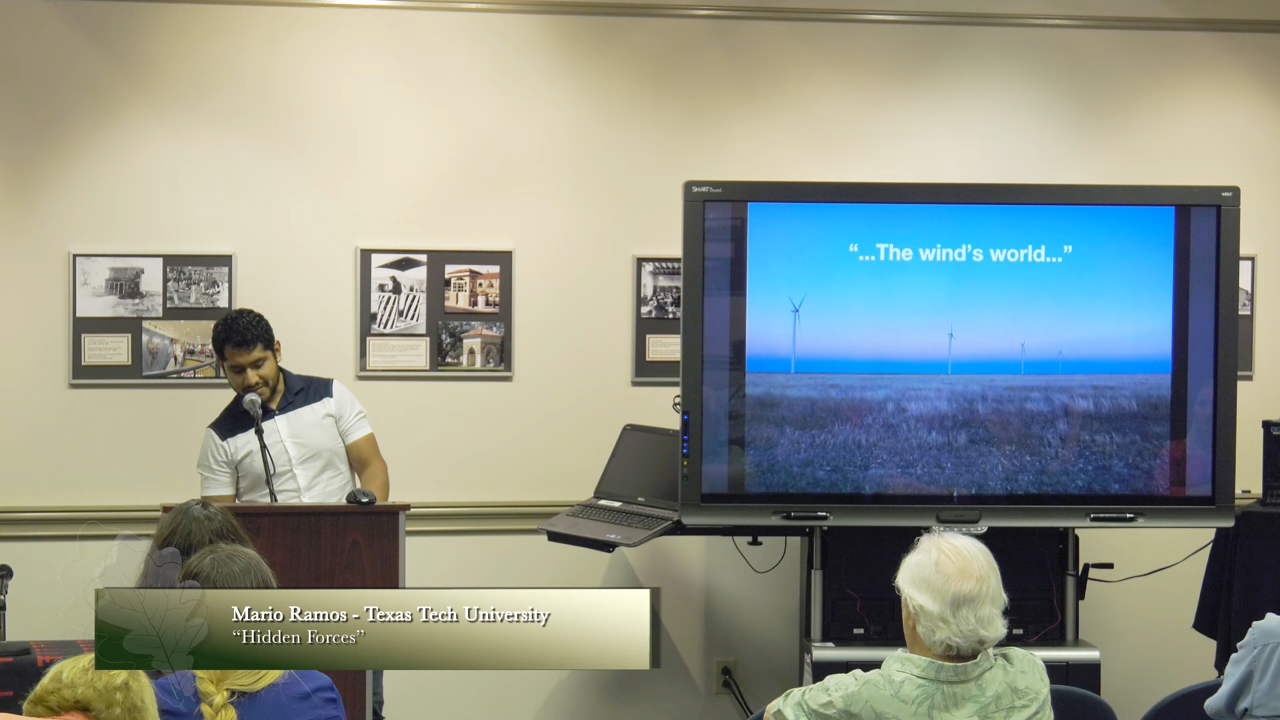 SMART Board
“...The wind's world...”
Mario Ramos - Texas Tech University
“Hidden Forces”